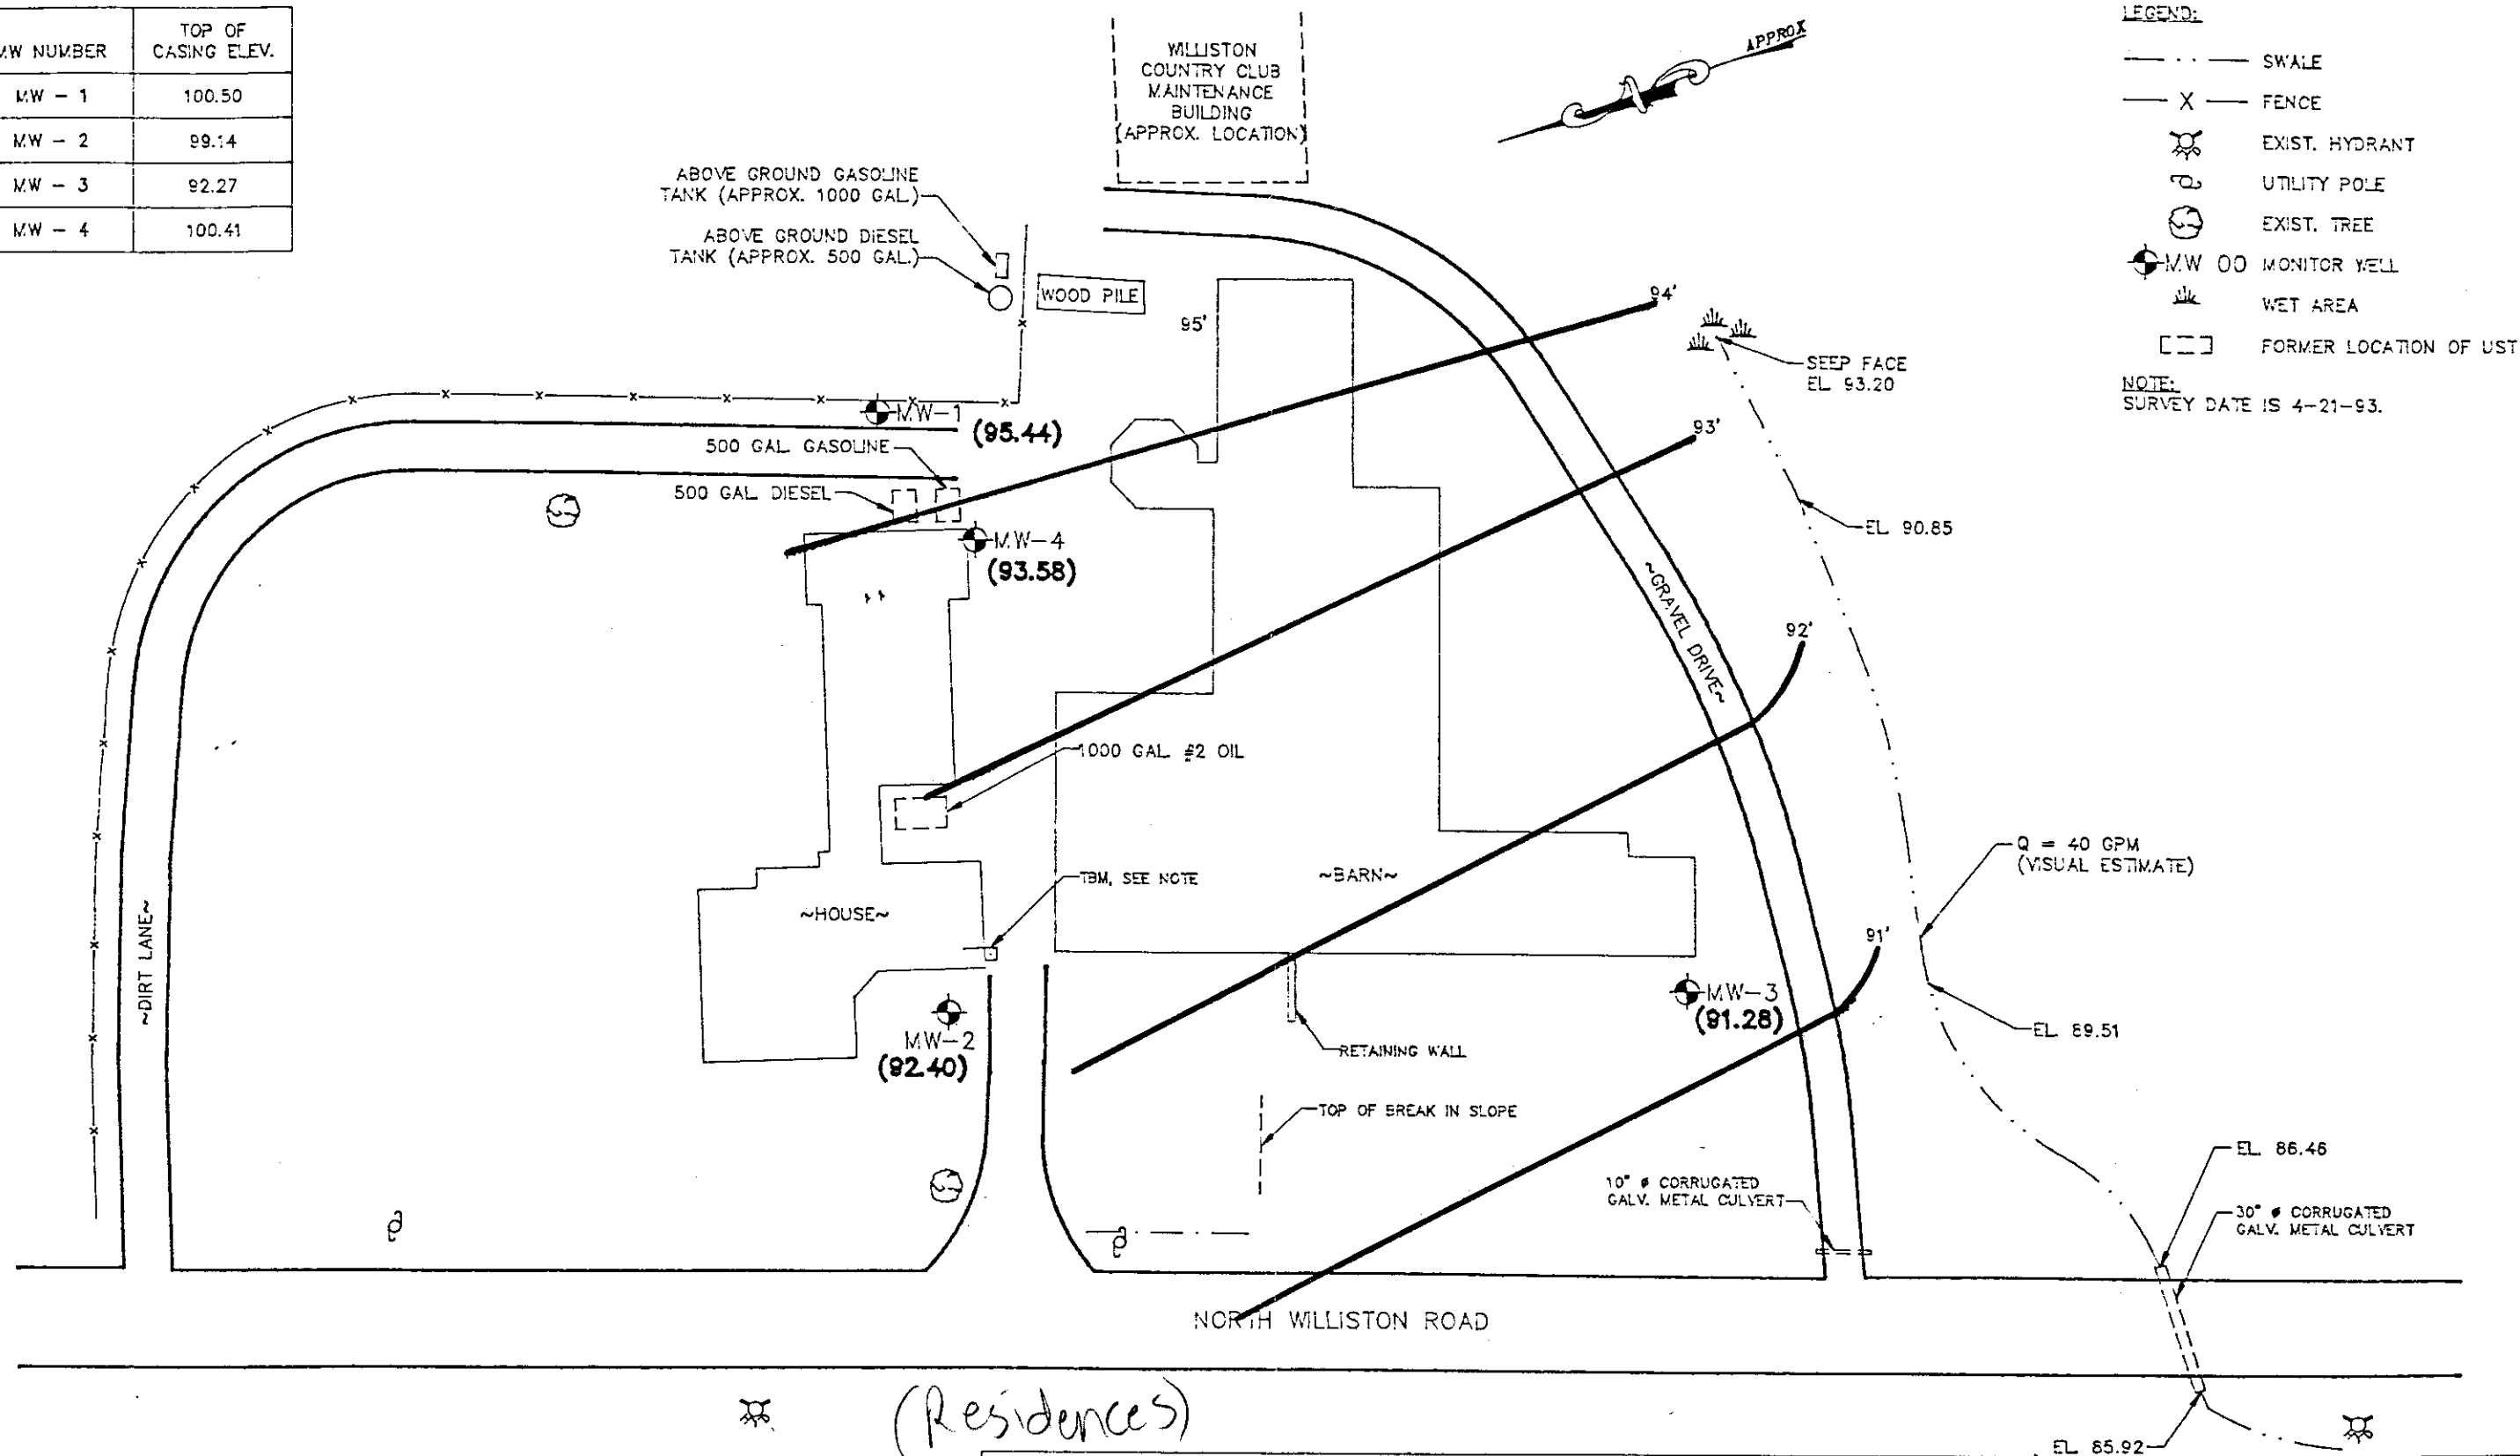 MW NUMBER
TOP OF
CASING ELEV.
MW - 1
100.50
MW - 2
99.14
MW - 3
92.27
MW - 4
100.41
WILLISTON
COUNTRY CLUB
MAINTENANCE
BUILDING
(APPROX. LOCATION)
APPROX
LEGEND:
SWALE
X FENCE
EXIST. HYDRANT
UTILITY POLE
EXIST. TREE
MW 00 MONITOR WELL
WET AREA
FORMER LOCATION OF UST
NOTE:
SURVEY DATE IS 4-21-93.
ABOVE GROUND GASOLINE
TANK (APPROX. 1000 GAL.)
ABOVE GROUND DIESEL
TANK (APPROX. 500 GAL.)
WOOD PILE
95'
94'
SEEP FACE
EL 93.20
93'
MW-1
(95.44)
500 GAL. GASOLINE
500 GAL. DIESEL
MW-4
(93.58)
EL 90.85
~GRAVEL DRIVE~
92'
1000 GAL. #2 OIL
Q = 40 GPM
(VISUAL ESTIMATE)
TBM, SEE NOTE
~BARN~
~HOUSE~
~DIRT LANE~
91'
MW-3
(91.28)
MW-2
(92.40)
EL 89.51
RETAINING WALL
TOP OF BREAK IN SLOPE
EL 86.46
10" ø CORRUGATED
GALV. METAL CULVERT
30" ø CORRUGATED
GALV. METAL CULVERT
NORTH WILLISTON ROAD
(Residences)
EL 85.92